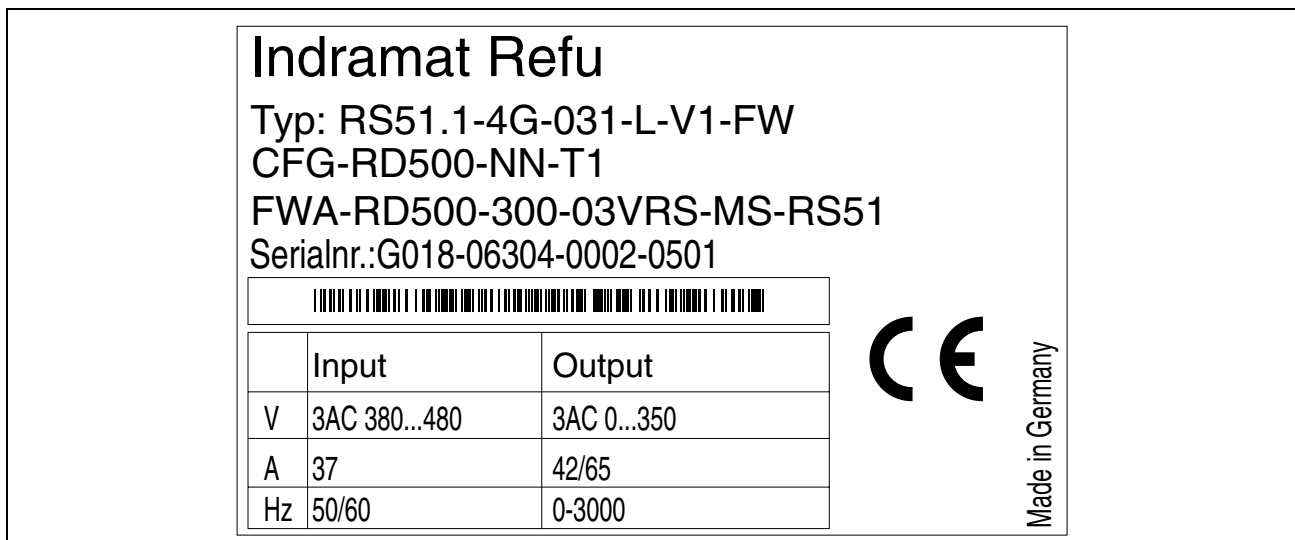 Indramat Refu
Typ: RS51.1-4G-031-L-V1-FW
CFG-RD500-NN-T1
FWA-RD500-300-03VRS-MS-RS51
Serialnr.:G018-06304-0002-0501
Input Output
V 3AC 380...480 3AC 0...350
A 37 42/65
Hz 50/60 0-3000
CE
Made in Germany